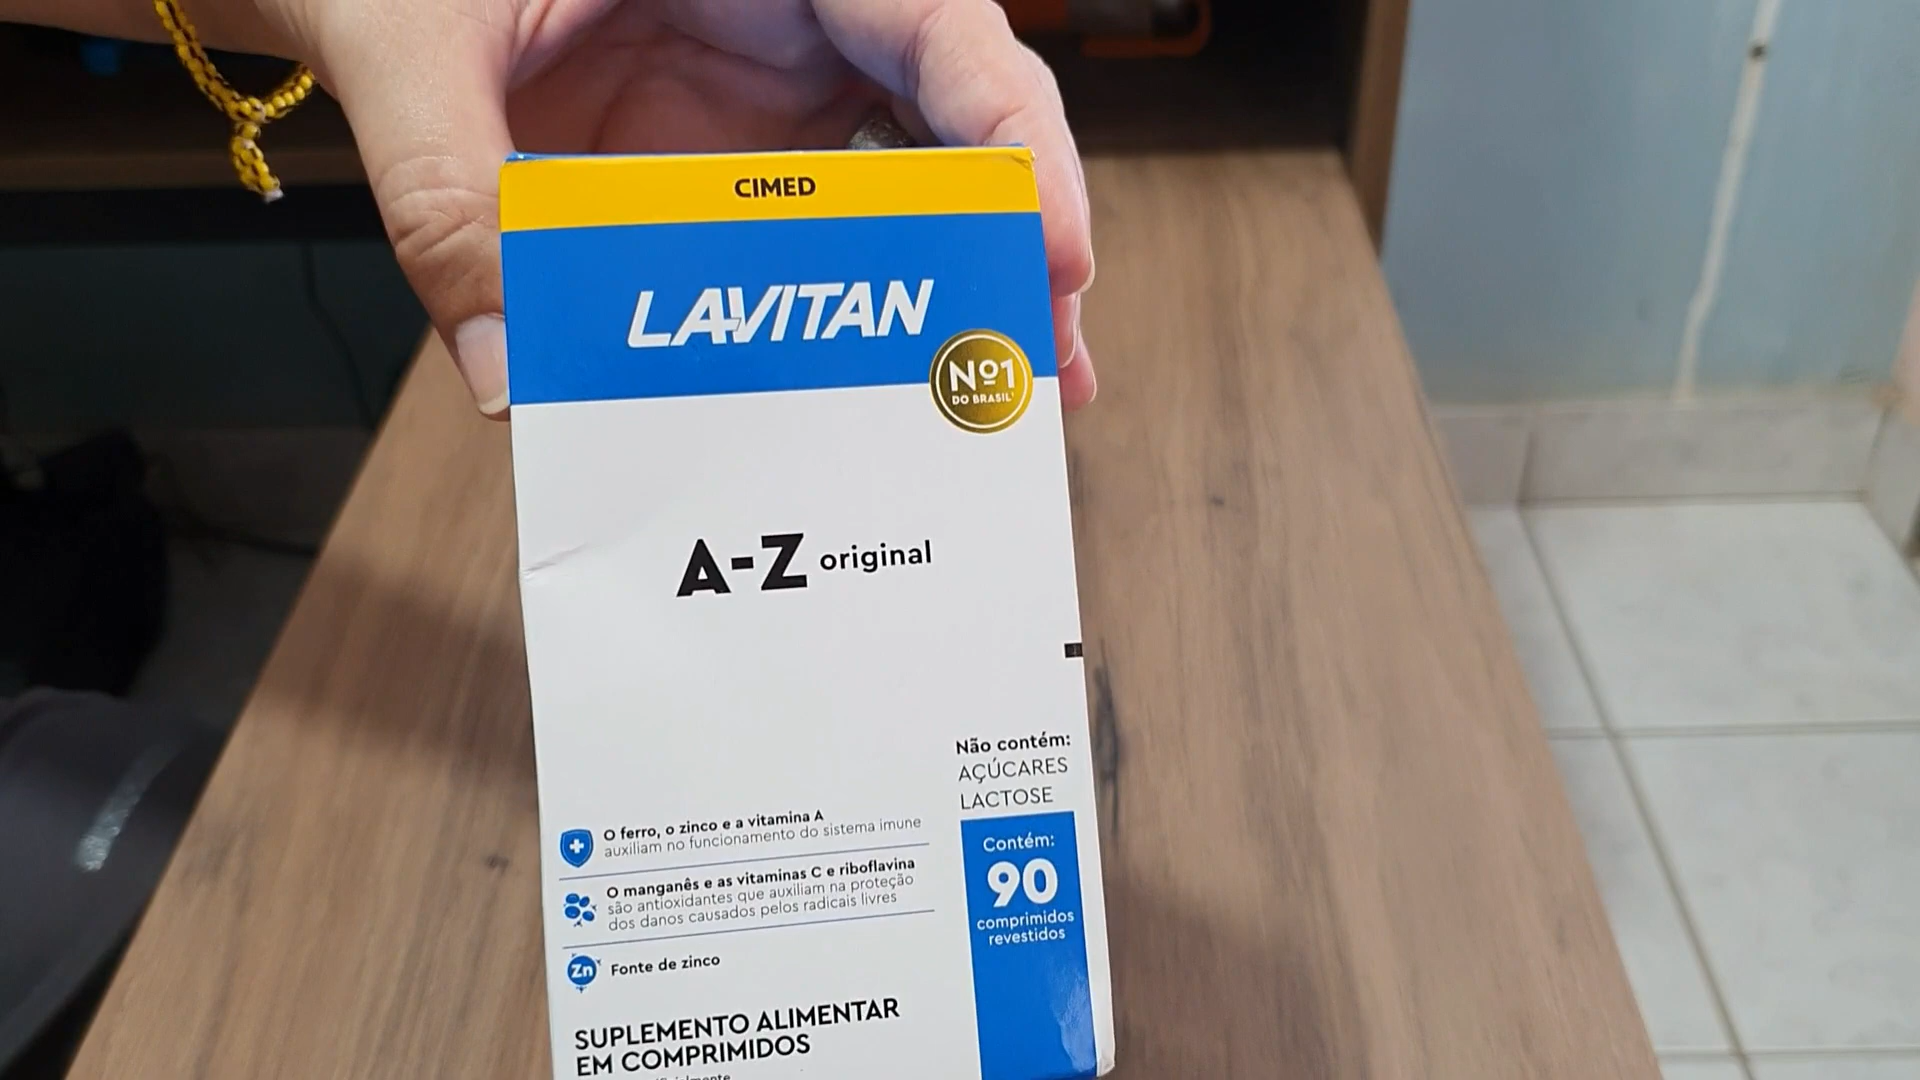 CIMED
LAVITAN
Nº1
DO BRASIL¹
A-Z original
Não contém:
AÇÚCARES
LACTOSE
O ferro, o zinco e a vitamina A
auxiliam no funcionamento do sistema imune
O manganês e as vitaminas C e riboflavina
são antioxidantes que auxiliam na proteção
dos danos causados pelos radicais livres
Zn
Fonte de zinco
Contém:
90
comprimidos
revestidos
SUPLEMENTO ALIMENTAR
EM COMPRIMIDOS